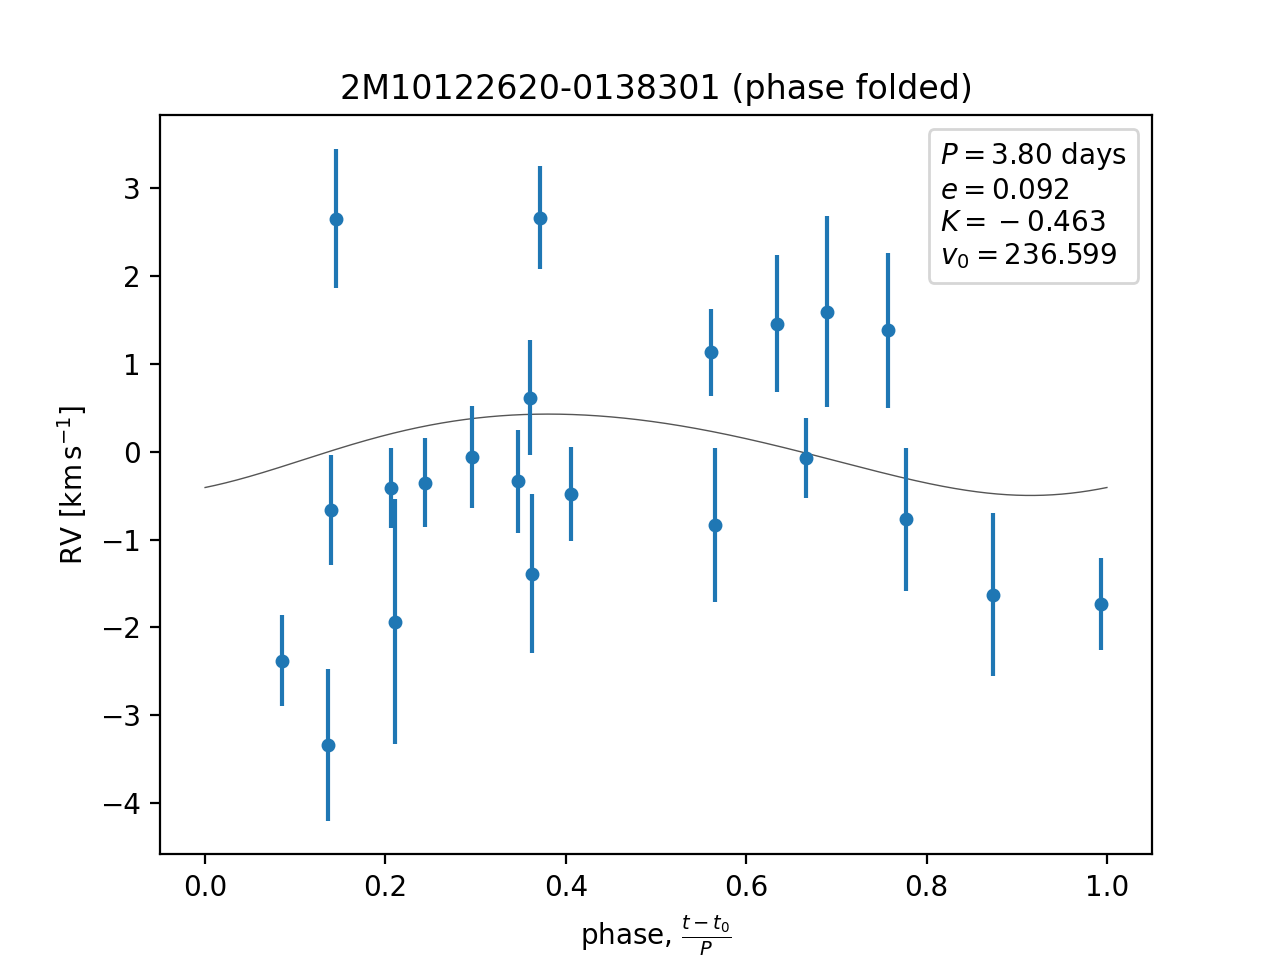 2M10122620-0138301 (phase folded)
P = 3.80 days
e = 0.092
K = −0.463
v₀ = 236.599
3
2
1
0
−1
−2
−3
−4
RV [km s⁻¹]
0.0 0.2 0.4 0.6 0.8 1.0
phase, (t − t₀)/P